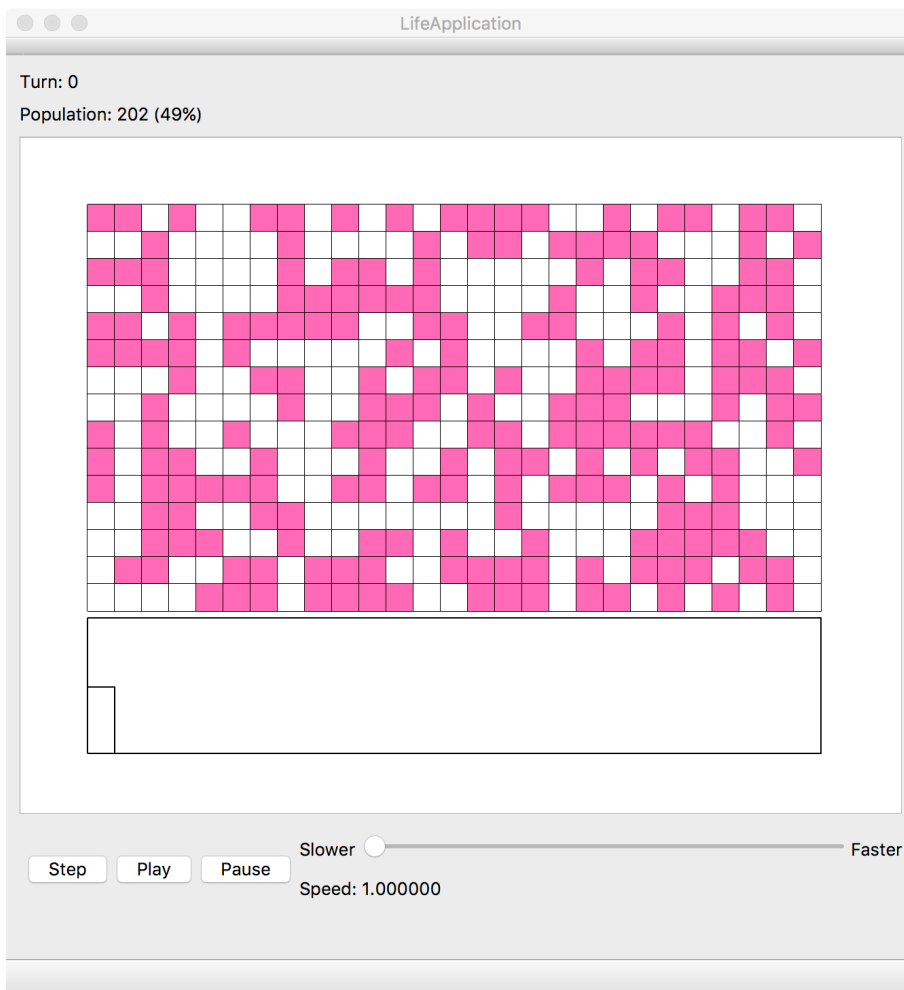 LifeApplication
Turn: 0
Population: 202 (49%)
Slower Faster
Step Play Pause
Speed: 1.000000